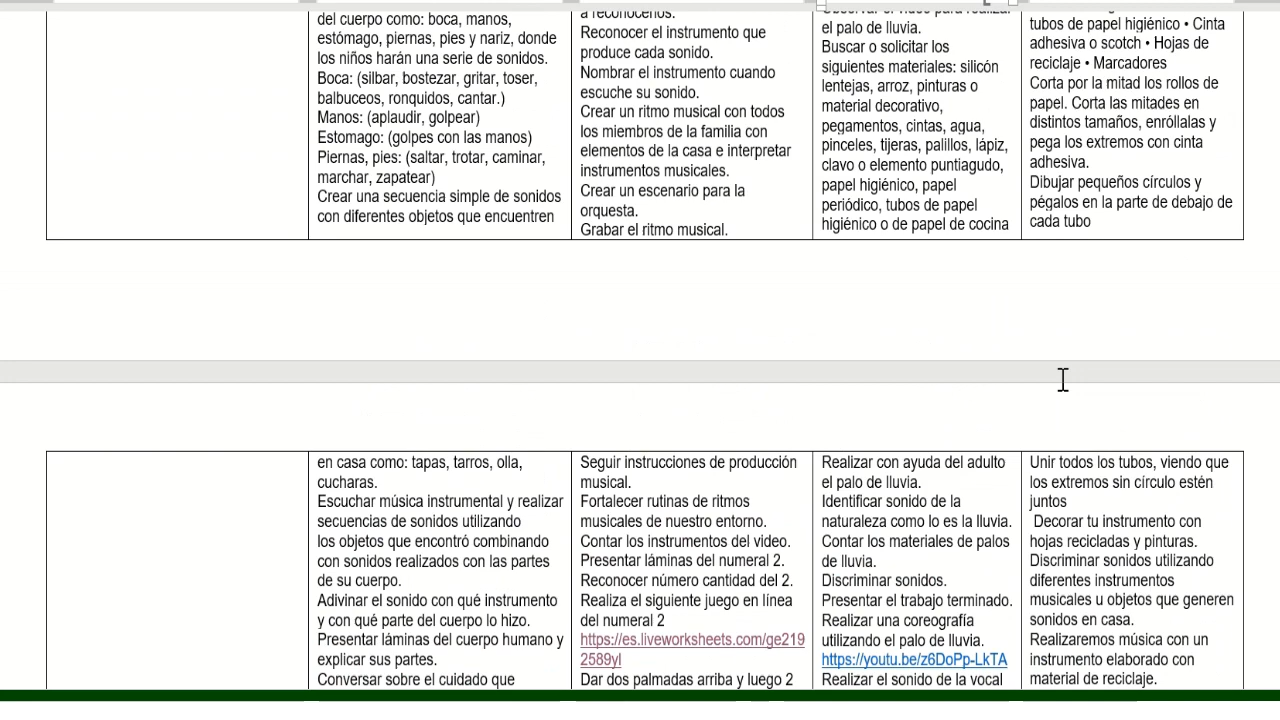 del cuerpo como: boca, manos,
estómago, piernas, pies y nariz, donde
los niños harán una serie de sonidos.
Boca: (silbar, bostezar, gritar, toser,
balbuceos, ronquidos, cantar.)
Manos: (aplaudir, golpear)
Estomago: (golpes con las manos)
Piernas, pies: (saltar, trotar, caminar,
marchar, zapatear)
Crear una secuencia simple de sonidos
con diferentes objetos que encuentren
a reconocerlos.
Reconocer el instrumento que
produce cada sonido.
Nombrar el instrumento cuando
escuche su sonido.
Crear un ritmo musical con todos
los miembros de la familia con
elementos de la casa e interpretar
instrumentos musicales.
Crear un escenario para la
orquesta.
Grabar el ritmo musical.
Observar el video para realizar
el palo de lluvia.
Buscar o solicitar los
siguientes materiales: silicón
lentejas, arroz, pinturas o
material decorativo,
pegamentos, cintas, agua,
pinceles, tijeras, palillos, lápiz,
clavo o elemento puntiagudo,
papel higiénico, papel
periódico, tubos de papel
higiénico o de papel de cocina
tubos de papel higiénico • Cinta
adhesiva o scotch • Hojas de
reciclaje • Marcadores
Corta por la mitad los rollos de
papel. Corta las mitades en
distintos tamaños, enróllalas y
pega los extremos con cinta
adhesiva.
Dibujar pequeños círculos y
pégalos en la parte de debajo de
cada tubo
en casa como: tapas, tarros, olla,
cucharas.
Escuchar música instrumental y realizar
secuencias de sonidos utilizando
los objetos que encontró combinando
con sonidos realizados con las partes
de su cuerpo.
Adivinar el sonido con qué instrumento
y con qué parte del cuerpo lo hizo.
Presentar láminas del cuerpo humano y
explicar sus partes.
Conversar sobre el cuidado que
Seguir instrucciones de producción
musical.
Fortalecer rutinas de ritmos
musicales de nuestro entorno.
Contar los instrumentos del video.
Presentar láminas del numeral 2.
Reconocer número cantidad del 2.
Realiza el siguiente juego en línea
del numeral 2
https://es.liveworksheets.com/ge219
2589yl
Dar dos palmadas arriba y luego 2
Realizar con ayuda del adulto
el palo de lluvia.
Identificar sonido de la
naturaleza como lo es la lluvia.
Contar los materiales de palos
de lluvia.
Discriminar sonidos.
Presentar el trabajo terminado.
Realizar una coreografía
utilizando el palo de lluvia.
https://youtu.be/z6DoPp-LkTA
Realizar el sonido de la vocal
Unir todos los tubos, viendo que
los extremos sin círculo estén
juntos
Decorar tu instrumento con
hojas recicladas y pinturas.
Discriminar sonidos utilizando
diferentes instrumentos
musicales u objetos que generen
sonidos en casa.
Realizaremos música con un
instrumento elaborado con
material de reciclaje.